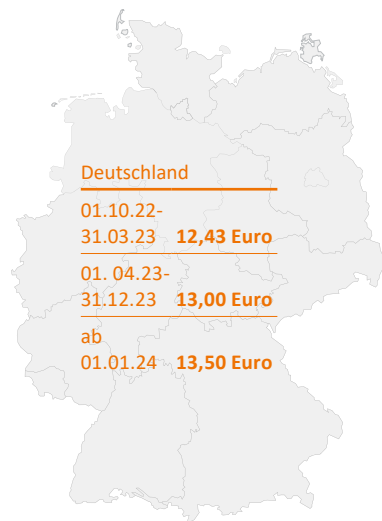 Deutschland
01.10.22-
31.03.23 12,43 Euro
01. 04.23-
31.12.23 13,00 Euro
ab
01.01.24 13,50 Euro